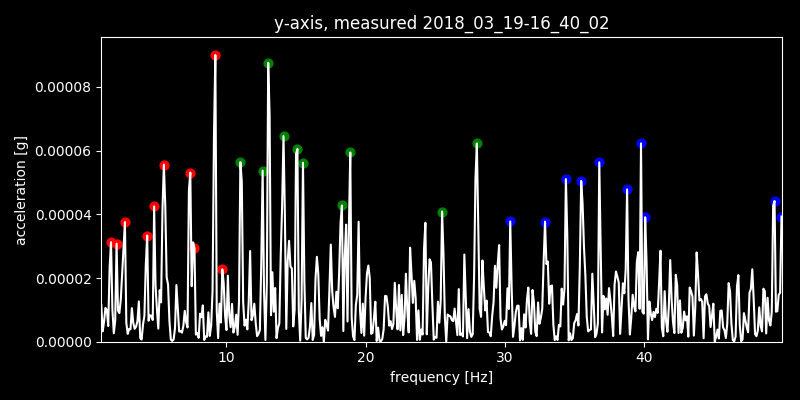 y-axis, measured 2018_03_19-16_40_02
acceleration [g]
0.00008
0.00006
0.00004
0.00002
0.00000
10 20 30 40
frequency [Hz]